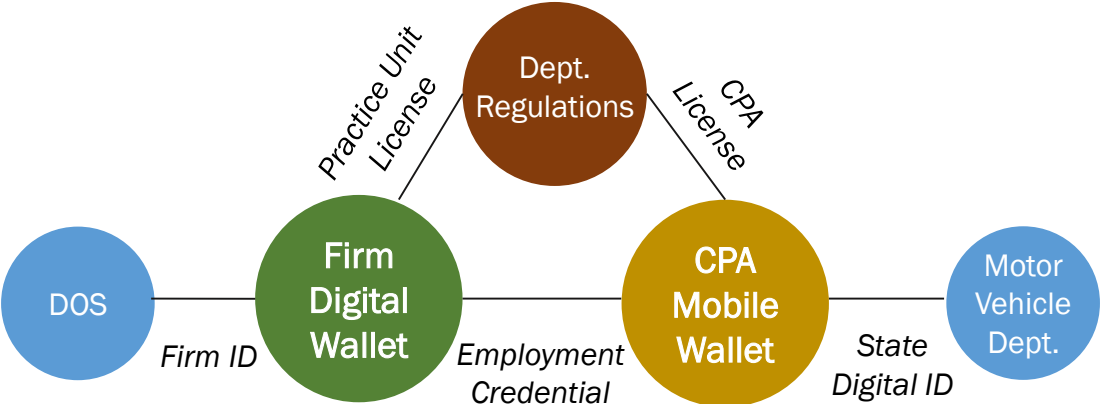 Dept.
Regulations
Practice Unit
License
CPA
License
DOS
Firm
Digital
Wallet
CPA
Mobile
Wallet
Motor
Vehicle
Dept.
Firm ID
Employment
Credential
State
Digital ID